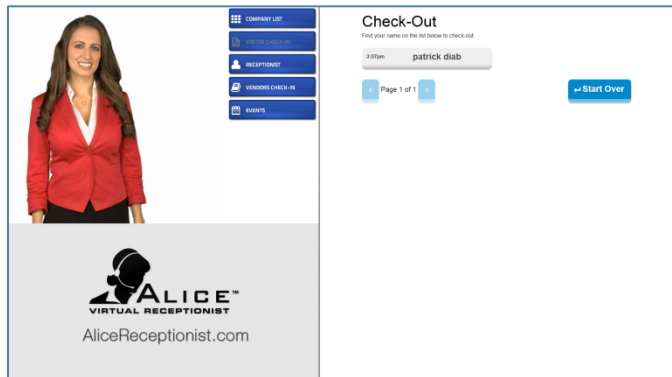 COMPANY LIST
VISITOR CHECK-IN
RECEPTIONIST
VENDORS CHECK-IN
EVENTS
ALICE™
VIRTUAL RECEPTIONIST
AliceReceptionist.com
Check-Out
Find your name on the list below to check-out
3:07pm patrick diab
< Page 1 of 1 >
Start Over